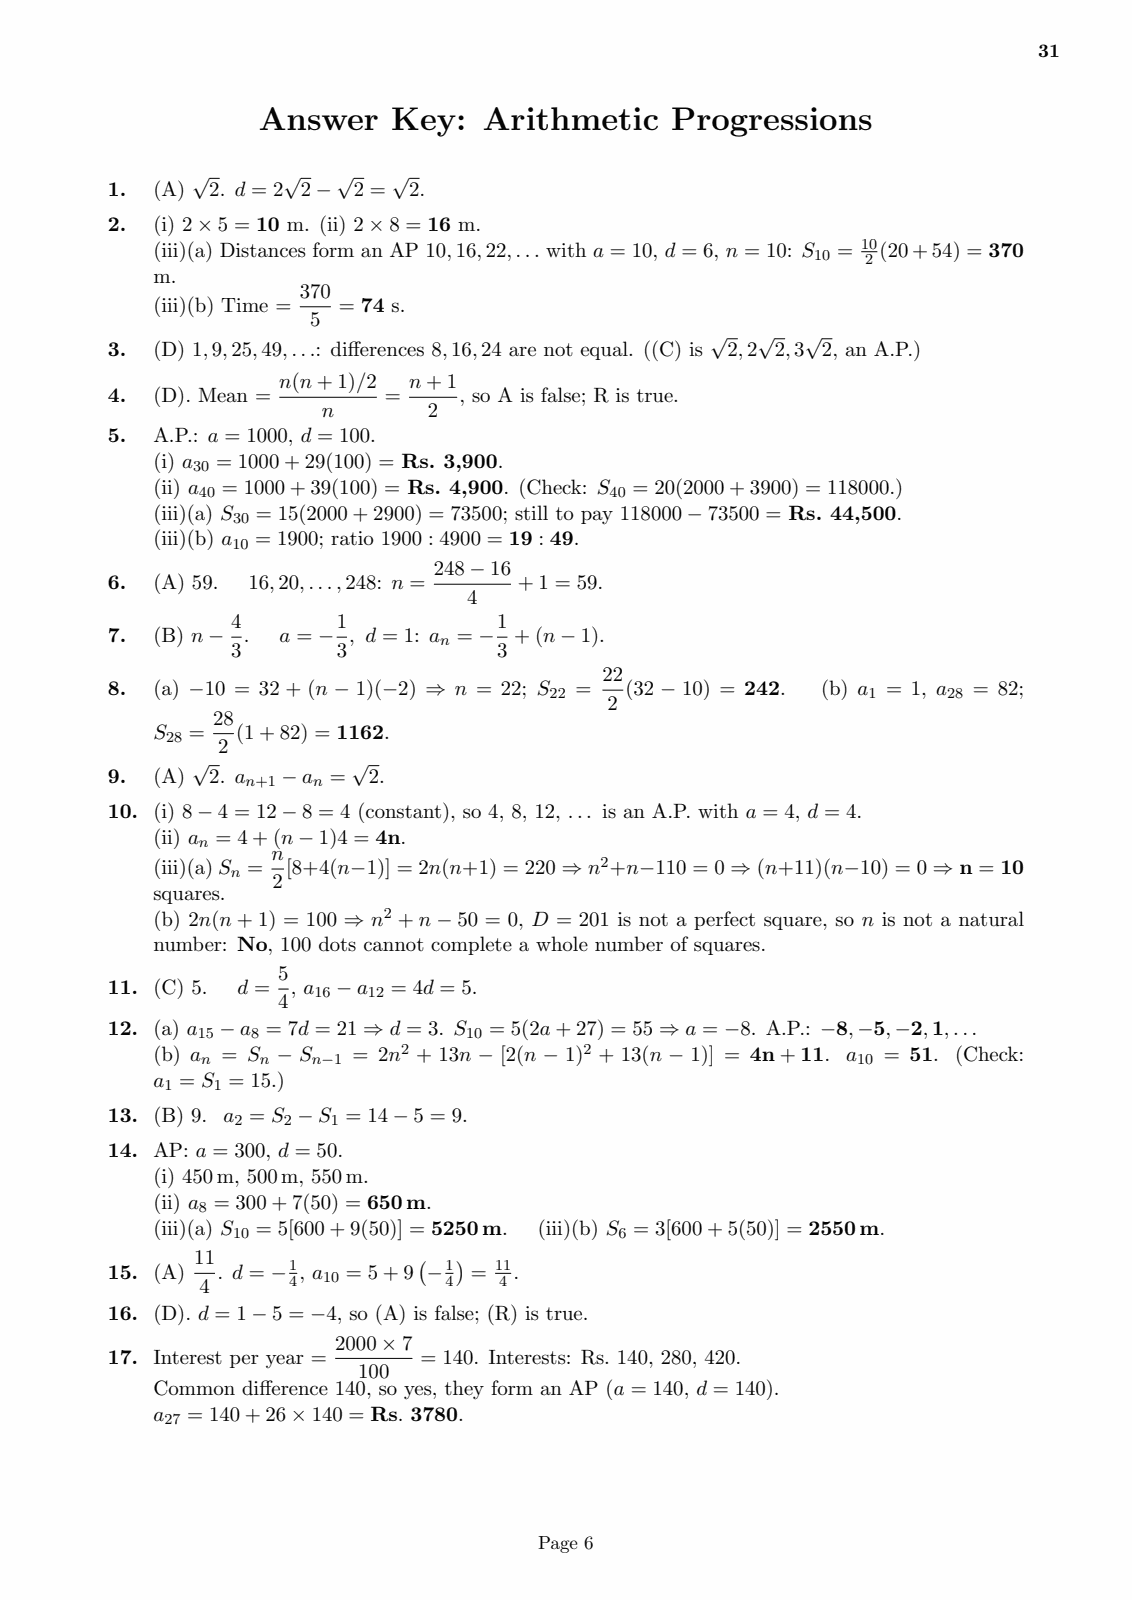 31
Answer Key: Arithmetic Progressions
1. (A) √2. d = 2√2 − √2 = √2.
2. (i) 2 × 5 = 10 m. (ii) 2 × 8 = 16 m.
(iii)(a) Distances form an AP 10, 16, 22, . . . with a = 10, d = 6, n = 10: S₁₀ = 10/2(20 + 54) = 370
m.
(iii)(b) Time = 370/5 = 74 s.
3. (D) 1, 9, 25, 49, . . .: differences 8, 16, 24 are not equal. ((C) is √2, 2√2, 3√2, an A.P.)
4. (D). Mean = n(n + 1)/2 / n = n + 1 / 2, so A is false; R is true.
5. A.P.: a = 1000, d = 100.
(i) a₃₀ = 1000 + 29(100) = Rs. 3,900.
(ii) a₄₀ = 1000 + 39(100) = Rs. 4,900. (Check: S₄₀ = 20(2000 + 3900) = 118000.)
(iii)(a) S₃₀ = 15(2000 + 2900) = 73500; still to pay 118000 − 73500 = Rs. 44,500.
(iii)(b) a₁₀ = 1900; ratio 1900 : 4900 = 19 : 49.
6. (A) 59. 16, 20, . . . , 248: n = 248 − 16 / 4 + 1 = 59.
7. (B) n − 4/3. a = −1/3, d = 1: aₙ = −1/3 + (n − 1).
8. (a) −10 = 32 + (n − 1)(−2) ⇒ n = 22; S₂₂ = 22/2(32 − 10) = 242. (b) a₁ = 1, a₂₈ = 82;
S₂₈ = 28/2(1 + 82) = 1162.
9. (A) √2. aₙ₊₁ − aₙ = √2.
10. (i) 8 − 4 = 12 − 8 = 4 (constant), so 4, 8, 12, . . . is an A.P. with a = 4, d = 4.
(ii) aₙ = 4 + (n − 1)4 = 4n.
(iii)(a) Sₙ = n/2[8+4(n−1)] = 2n(n+1) = 220 ⇒ n²+n−110 = 0 ⇒ (n+11)(n−10) = 0 ⇒ n = 10
squares.
(b) 2n(n + 1) = 100 ⇒ n² + n − 50 = 0, D = 201 is not a perfect square, so n is not a natural
number: No, 100 dots cannot complete a whole number of squares.
11. (C) 5. d = 5/4, a₁₆ − a₁₂ = 4d = 5.
12. (a) a₁₅ − a₈ = 7d = 21 ⇒ d = 3. S₁₀ = 5(2a + 27) = 55 ⇒ a = −8. A.P.: −8, −5, −2, 1, . . .
(b) aₙ = Sₙ − Sₙ₋₁ = 2n² + 13n − [2(n − 1)² + 13(n − 1)] = 4n + 11. a₁₀ = 51. (Check:
a₁ = S₁ = 15.)
13. (B) 9. a₂ = S₂ − S₁ = 14 − 5 = 9.
14. AP: a = 300, d = 50.
(i) 450 m, 500 m, 550 m.
(ii) a₈ = 300 + 7(50) = 650 m.
(iii)(a) S₁₀ = 5[600 + 9(50)] = 5250 m. (iii)(b) S₆ = 3[600 + 5(50)] = 2550 m.
15. (A) 11/4. d = −1/4, a₁₀ = 5 + 9 (−1/4) = 11/4.
16. (D). d = 1 − 5 = −4, so (A) is false; (R) is true.
17. Interest per year = 2000 × 7 / 100 = 140. Interests: Rs. 140, 280, 420.
Common difference 140, so yes, they form an AP (a = 140, d = 140).
a₂₇ = 140 + 26 × 140 = Rs. 3780.
Page 6